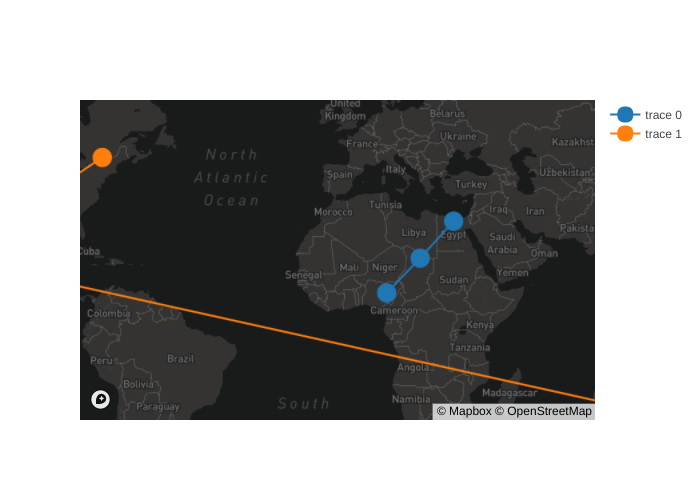 United
Kingdom
Belarus
Ukraine
Kazakhst
France
North
Atlantic
Ocean
Italy
Spain
Uzbekistan
Turkey
Tunisia
Morocco
Iraq
Iran
Pakista
Libya
Egypt
Saudi
Arabia
Oman
Cuba
Senegal
Mali
Niger
Sudan
Yemen
Cameroon
Colombia
Kenya
Tanzania
Peru
Brazil
Angola
Bolivia
Madagascar
Namibia
Paraguay
South
© Mapbox © OpenStreetMap
trace 0
trace 1